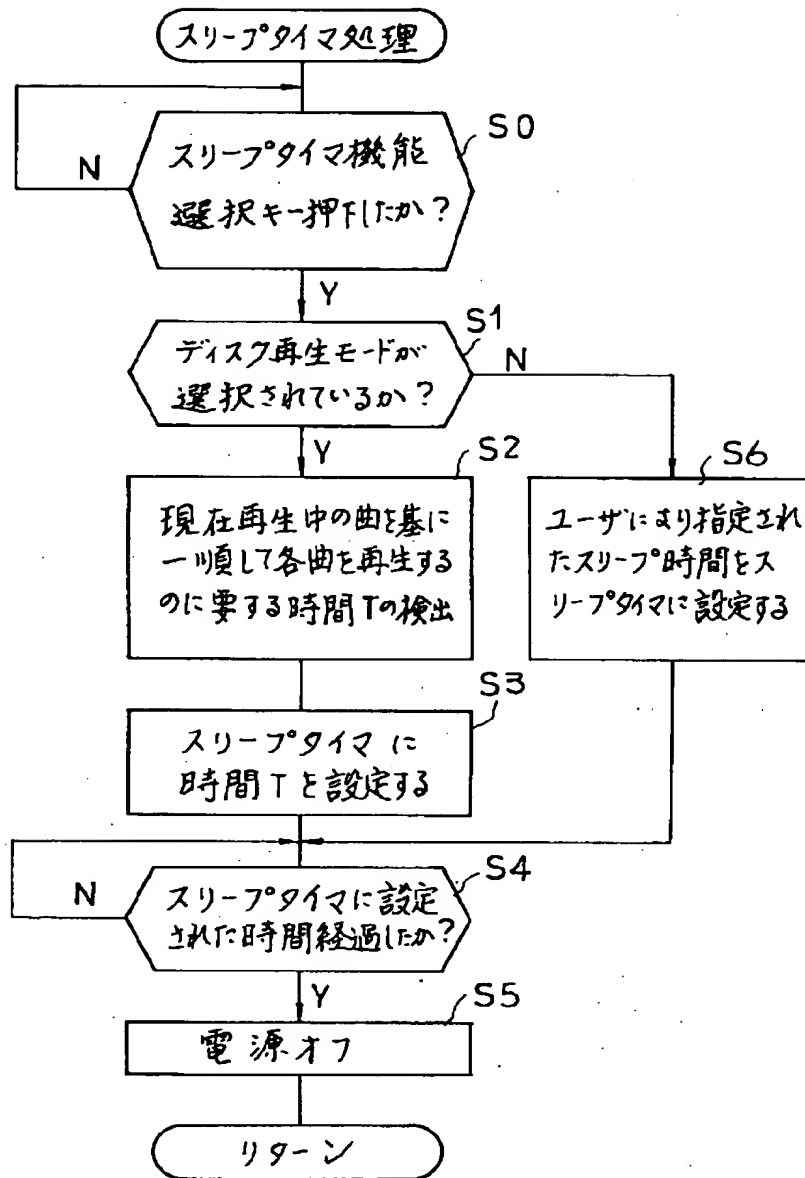 スリープタイマ処理
S0
スリープタイマ機能
選択キー押下したか?
N
Y
S1
ディスク再生モードが
選択されているか?
N
Y
S2
現在再生中の曲を基に
一順して各曲を再生する
のに要する時間Tの検出
S6
ユーザにより指定され
たスリープ時間をス
リープタイマに設定する
S3
スリープタイマに
時間Tを設定する
S4
スリープタイマに設定
された時間経過したか?
N
Y
S5
電源オフ
リターン